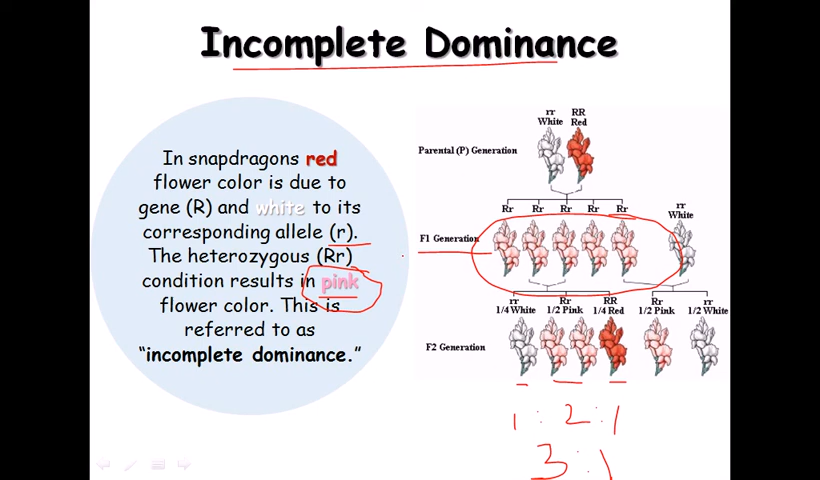 Incomplete Dominance
In snapdragons red
flower color is due to
gene (R) and white to its
corresponding allele (r).
The heterozygous (Rr)
condition results in pink
flower color. This is
referred to as
“incomplete dominance.”
rr RR
White Red
Parental (P) Generation
Rr Rr Rr Rr Rr
rr
White
F1 Generation
rr Rr RR Rr rr
1/4 White 1/2 Pink 1/4 Red 1/2 Pink 1/2 White
F2 Generation
1 : 2 : 1
3 : 1